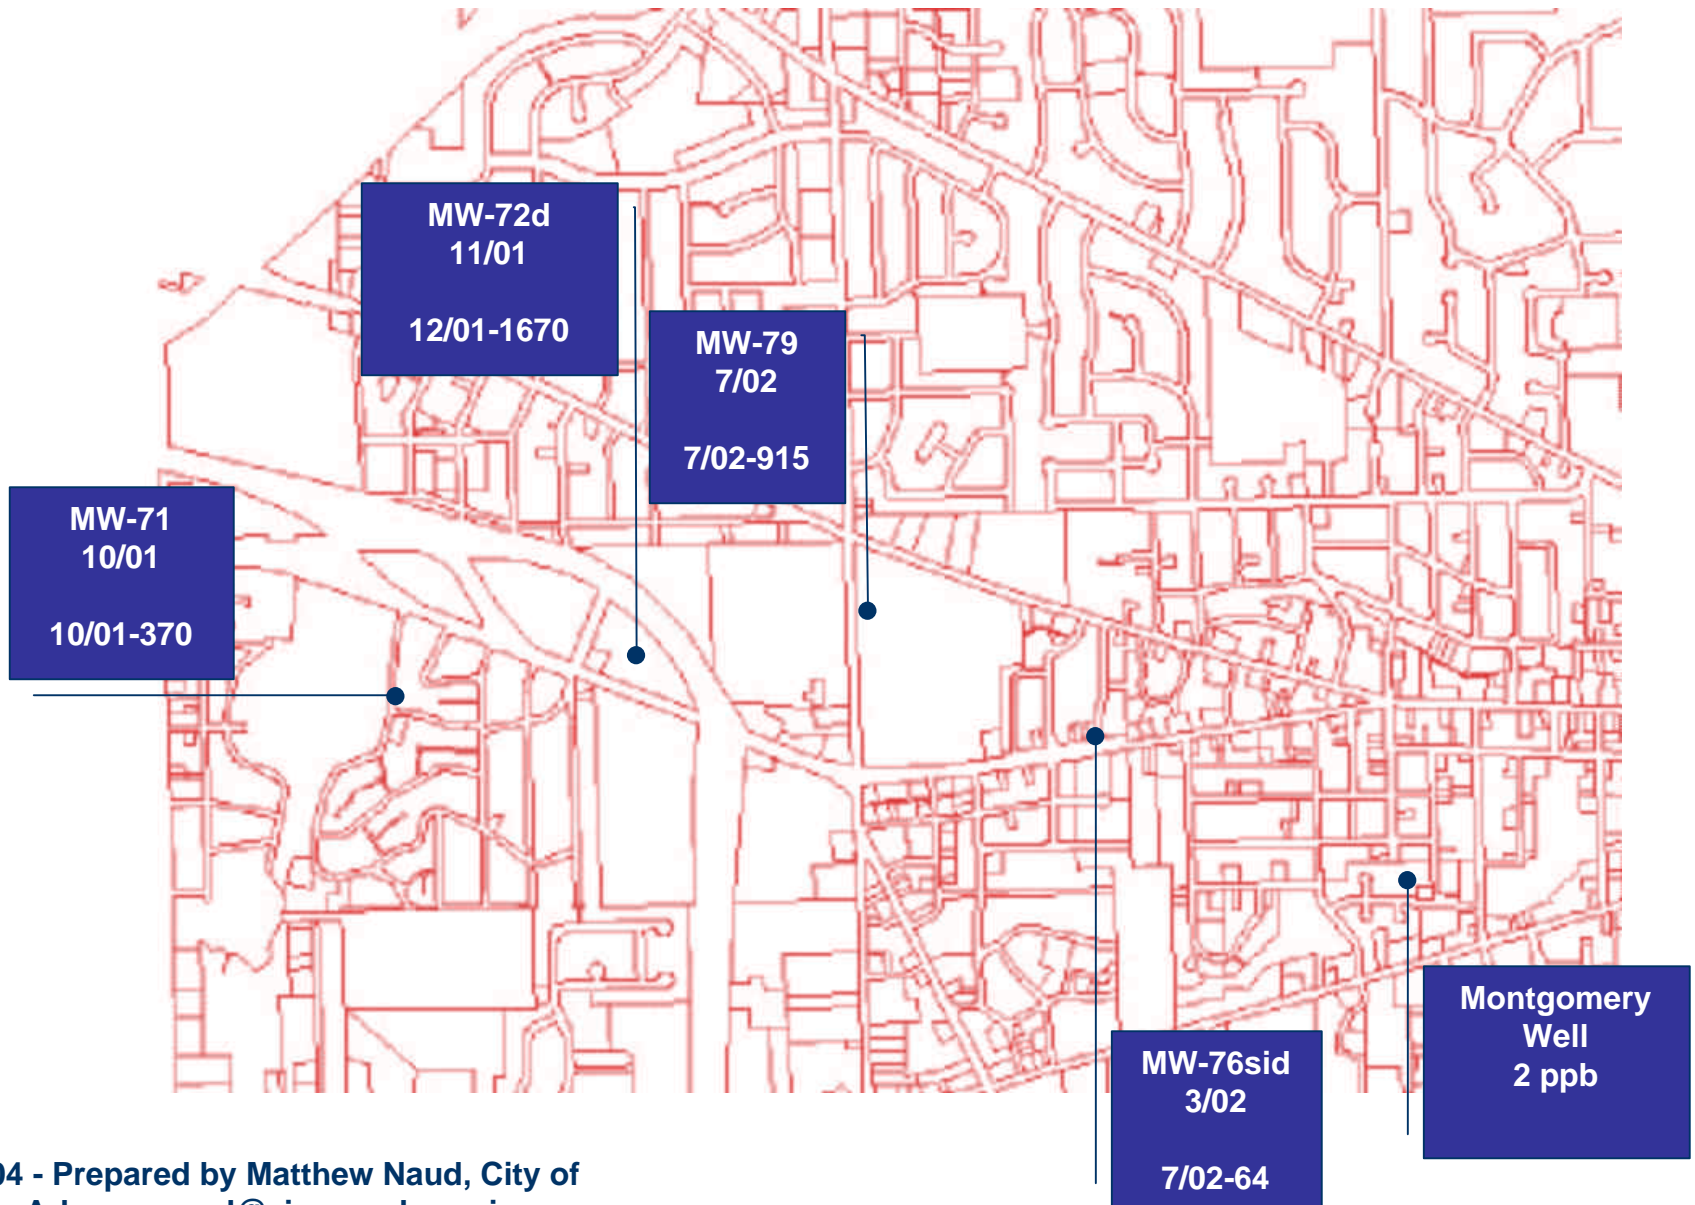 MW-72d
11/01
12/01-1670
MW-79
7/02
7/02-915
MW-71
10/01
10/01-370
Montgomery
Well
2 ppb
MW-76sid
3/02
7/02-64
04 - Prepared by Matthew Naud, City of